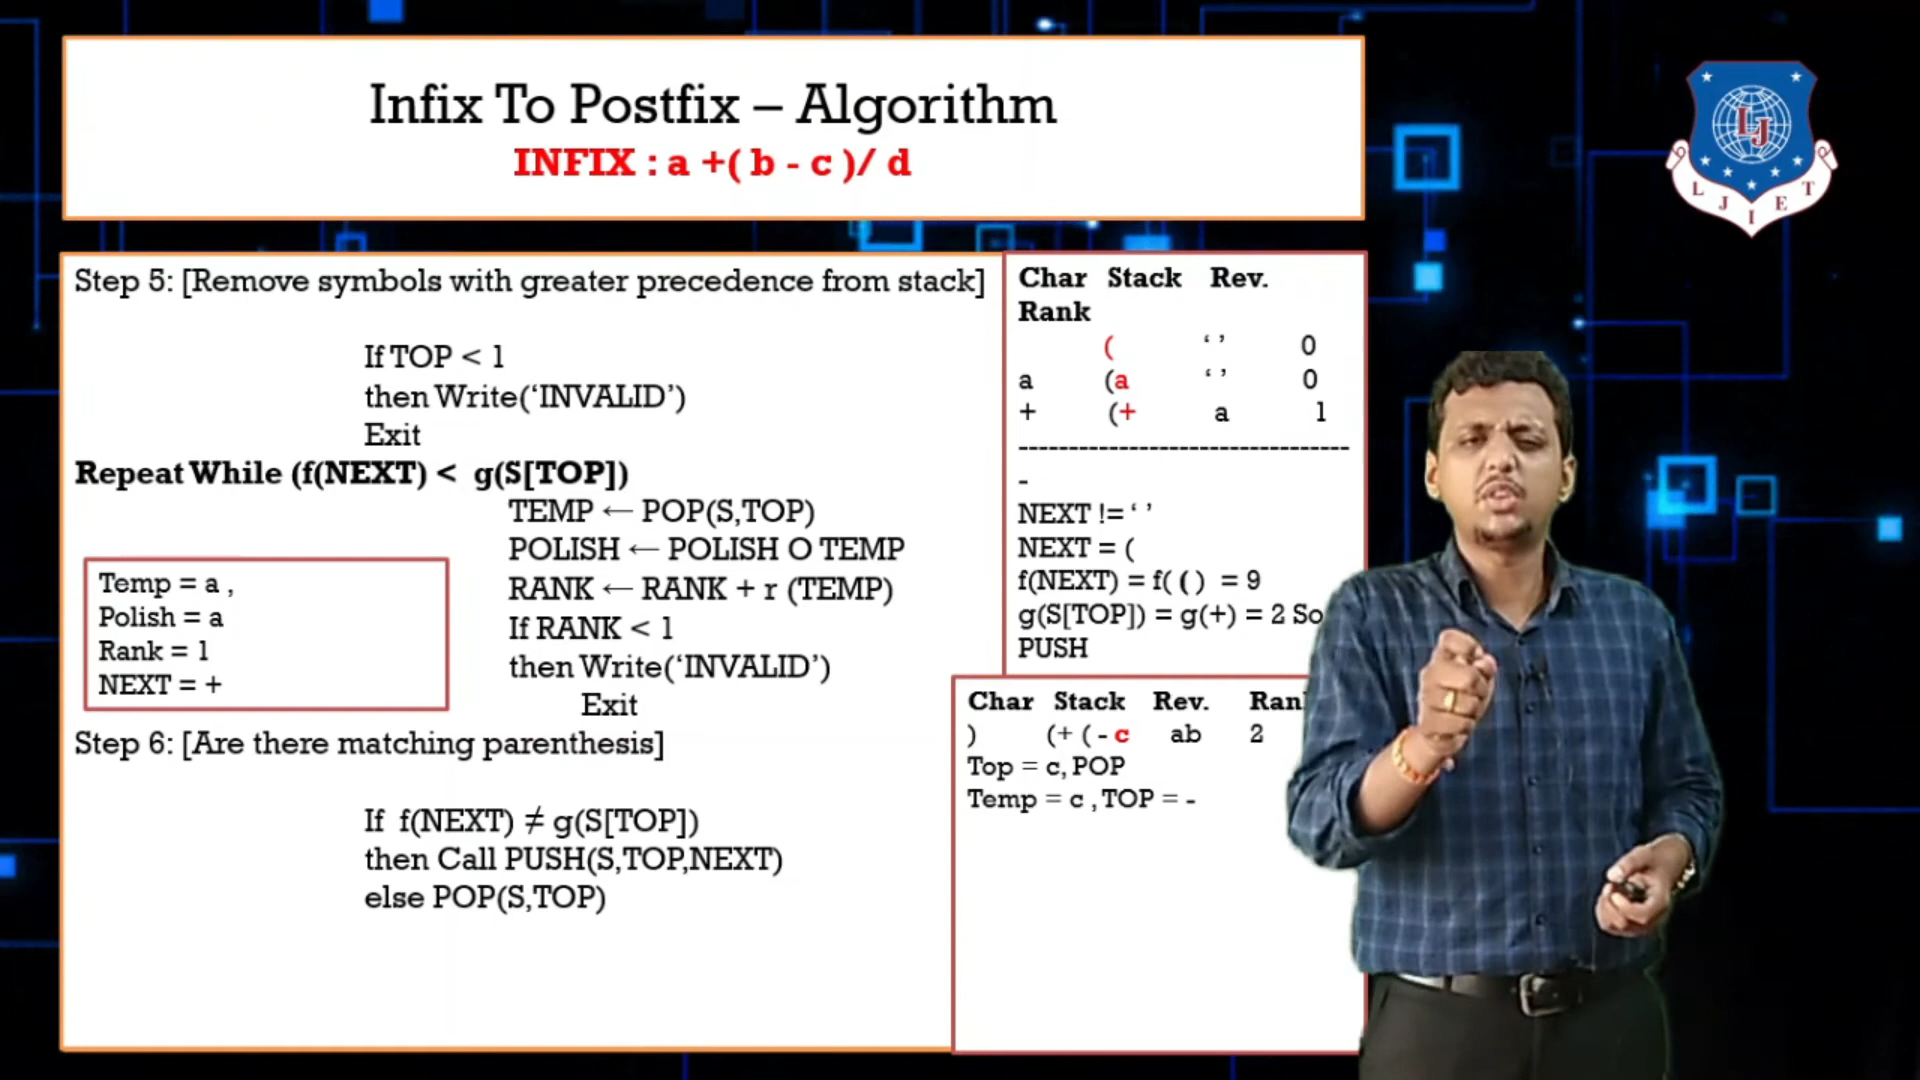 Infix To Postfix – Algorithm
INFIX : a +( b - c )/ d
Step 5: [Remove symbols with greater precedence from stack]
If TOP < 1
then Write(‘INVALID’)
Exit
Repeat While (f(NEXT) < g(S[TOP])
TEMP ← POP(S,TOP)
POLISH ← POLISH O TEMP
RANK ← RANK + r (TEMP)
If RANK < 1
then Write(‘INVALID’)
Exit
Temp = a ,
Polish = a
Rank = 1
NEXT = +
Step 6: [Are there matching parenthesis]
If f(NEXT) ≠ g(S[TOP])
then Call PUSH(S,TOP,NEXT)
else POP(S,TOP)
Char Stack Rev.
Rank
( ‘ ’ 0
a (a ‘ ’ 0
+ (+ a 1
---------------------------------
-
NEXT != ‘ ’
NEXT = (
f(NEXT) = f( ( ) = 9
g(S[TOP]) = g(+) = 2 So
PUSH
Char Stack Rev.
) (+ ( - c ab 2
Top = c, POP
Temp = c , TOP = -
LJ
L J I E T